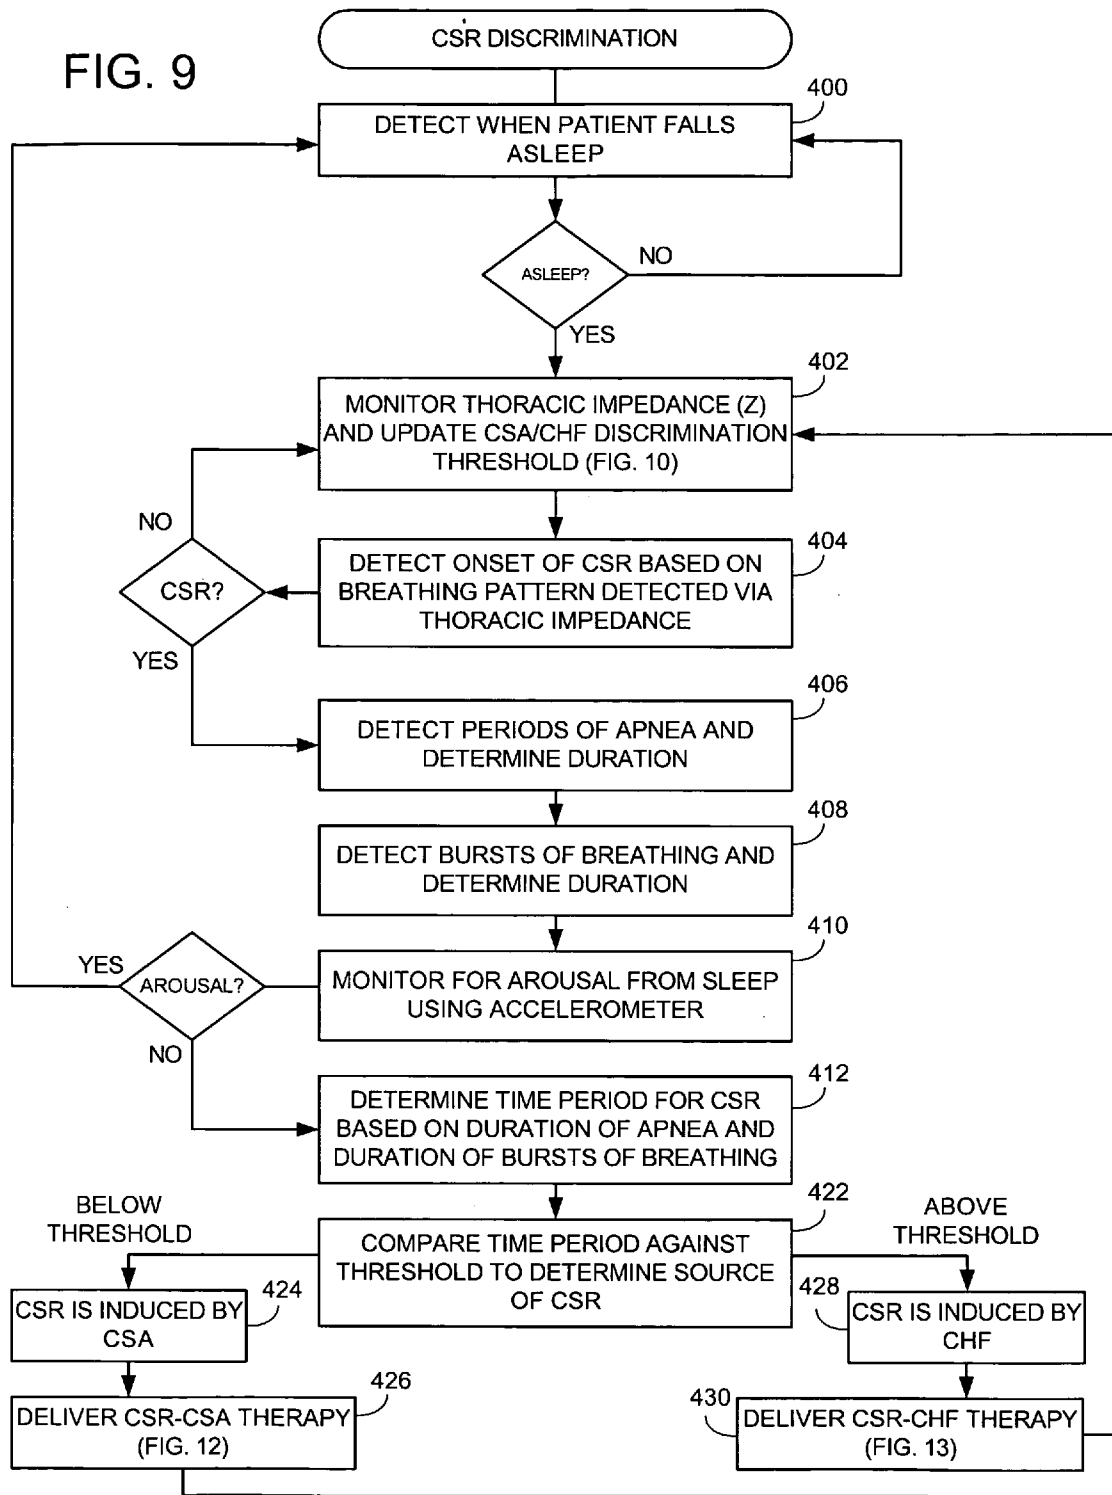 FIG. 9
CSR DISCRIMINATION
400
DETECT WHEN PATIENT FALLS
ASLEEP
ASLEEP?
NO
YES
402
MONITOR THORACIC IMPEDANCE (Z)
AND UPDATE CSA/CHF DISCRIMINATION
THRESHOLD (FIG. 10)
404
DETECT ONSET OF CSR BASED ON
BREATHING PATTERN DETECTED VIA
THORACIC IMPEDANCE
NO
CSR?
YES
406
DETECT PERIODS OF APNEA AND
DETERMINE DURATION
408
DETECT BURSTS OF BREATHING AND
DETERMINE DURATION
410
MONITOR FOR AROUSAL FROM SLEEP
USING ACCELEROMETER
YES
AROUSAL?
NO
412
DETERMINE TIME PERIOD FOR CSR
BASED ON DURATION OF APNEA AND
DURATION OF BURSTS OF BREATHING
422
COMPARE TIME PERIOD AGAINST
THRESHOLD TO DETERMINE SOURCE
OF CSR
BELOW
THRESHOLD
ABOVE
THRESHOLD
424
CSR IS INDUCED BY
CSA
428
CSR IS INDUCED BY
CHF
426
DELIVER CSR-CSA THERAPY
(FIG. 12)
430
DELIVER CSR-CHF THERAPY
(FIG. 13)